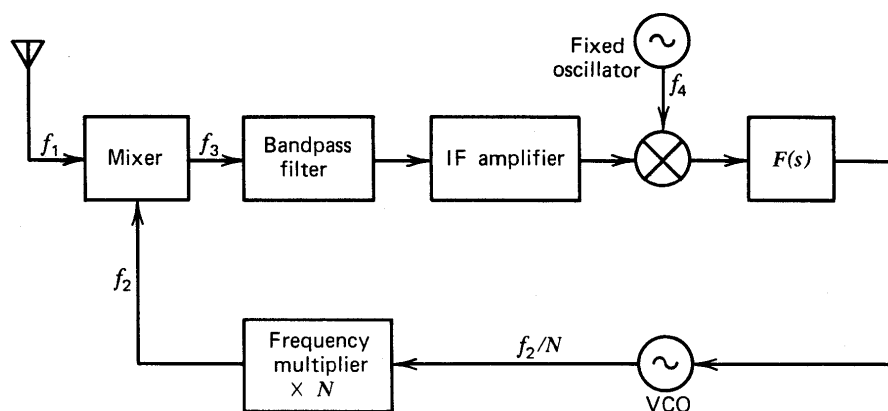 Fixed
oscillator
f₄
f₁
Mixer
f₃
Bandpass
filter
IF amplifier
F(s)
f₂
Frequency
multiplier
× N
f₂/N
VCO